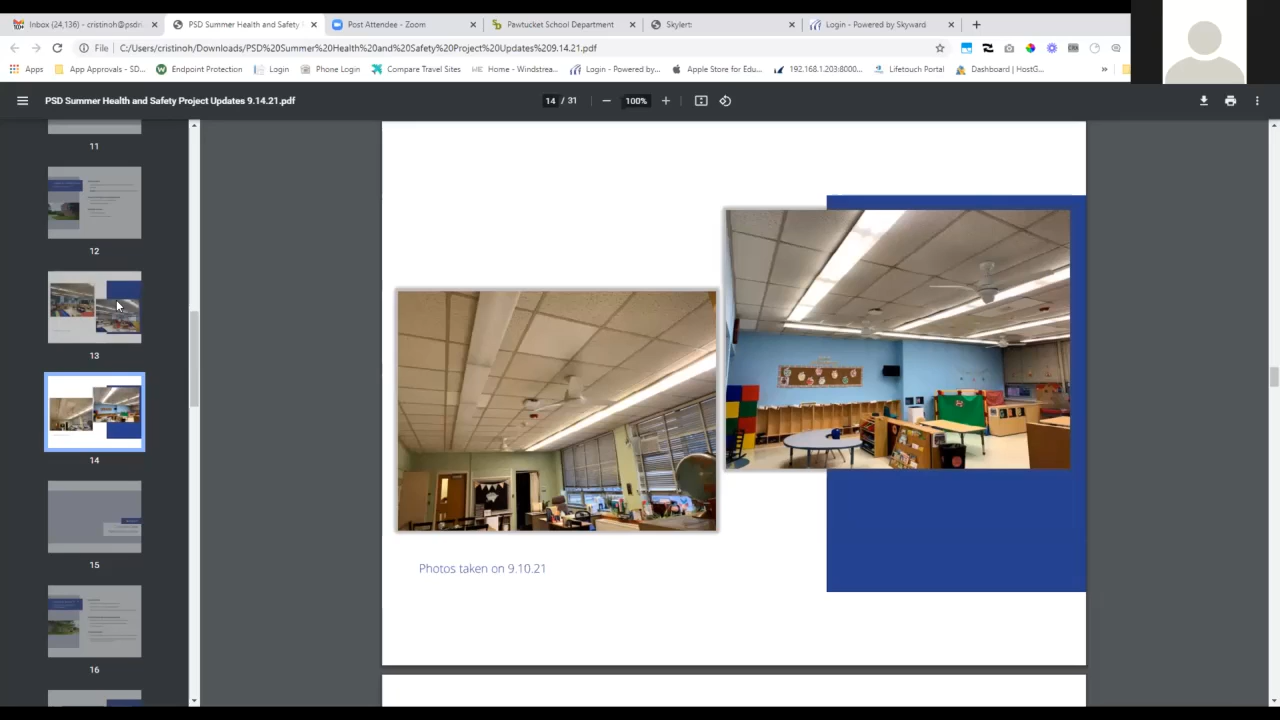 Inbox (24,136) - cristinoh@psdr
PSD Summer Health and Safety
Post Attendee - Zoom
Pawtucket School Department
Skylert:
Login - Powered by Skyward
File
C:/Users/cristinoh/Downloads/PSD%20Summer%20Health%20and%20Safety%20Project%20Updates%209.14.21.pdf
Apps
App Approvals - SD...
Endpoint Protection
Login
Phone Login
Compare Travel Sites
Home - Windstrea...
Login - Powered by...
Apple Store for Edu...
192.168.1.203:8000...
Lifetouch Portal
Dashboard | HostG...
»
PSD Summer Health and Safety Project Updates 9.14.21.pdf
14 / 31
100%
11
12
13
14
15
16
Photos taken on 9.10.21